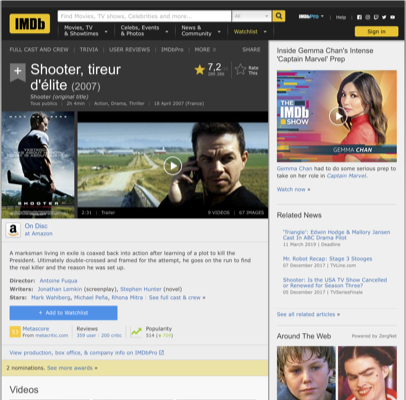 IMDb
Find Movies, TV shows, Celebrities and more...
All
IMDbPro
Help
Movies, TV
& Showtimes
Celebs, Events
& Photos
News &
Community
Watchlist
Sign in
FULL CAST AND CREW | TRIVIA | USER REVIEWS | IMDbPro | MORE
SHARE
Shooter, tireur
d'élite (2007)
7,2
Rate
This
Shooter (original title)
Tous publics | 2h 4min | Action, Drama, Thriller | 18 April 2007 (France)
SHOOTER
2:31 | Trailer
9 VIDEOS | 67 IMAGES
On Disc
at Amazon
A marksman living in exile is coaxed back into action after learning of a plot to kill the
President. Ultimately double-crossed and framed for the attempt, he goes on the run to find
the real killer and the reason he was set up.
Director: Antoine Fuqua
Writers: Jonathan Lemkin (screenplay), Stephen Hunter (novel)
Stars: Mark Wahlberg, Michael Peña, Rhona Mitra | See full cast & crew »
+ Add to Watchlist
Metascore
From metacritic.com
Reviews
359 user | 200 critic
Popularity
514
View production, box office, & company info on IMDbPro
2 nominations. See more awards »
Videos
Inside Gemma Chan's Intense
'Captain Marvel' Prep
THE
IMDb
SHOW
GEMMA CHAN
Gemma Chan had to do some serious prep to
take on her role in Captain Marvel.
Watch now »
Related News
'Triangle': Edwin Hodge & Mallory Jansen
Cast In ABC Drama Pilot
11 March 2019 | Deadline
Mr. Robot Recap: Stage 3 Stooges
07 December 2017 | TVLine.com
Shooter: Is the USA TV Show Cancelled
or Renewed for Season Three?
05 December 2017 | TVSeriesFinale
See all related articles »
Around The Web
Powered by ZergNet